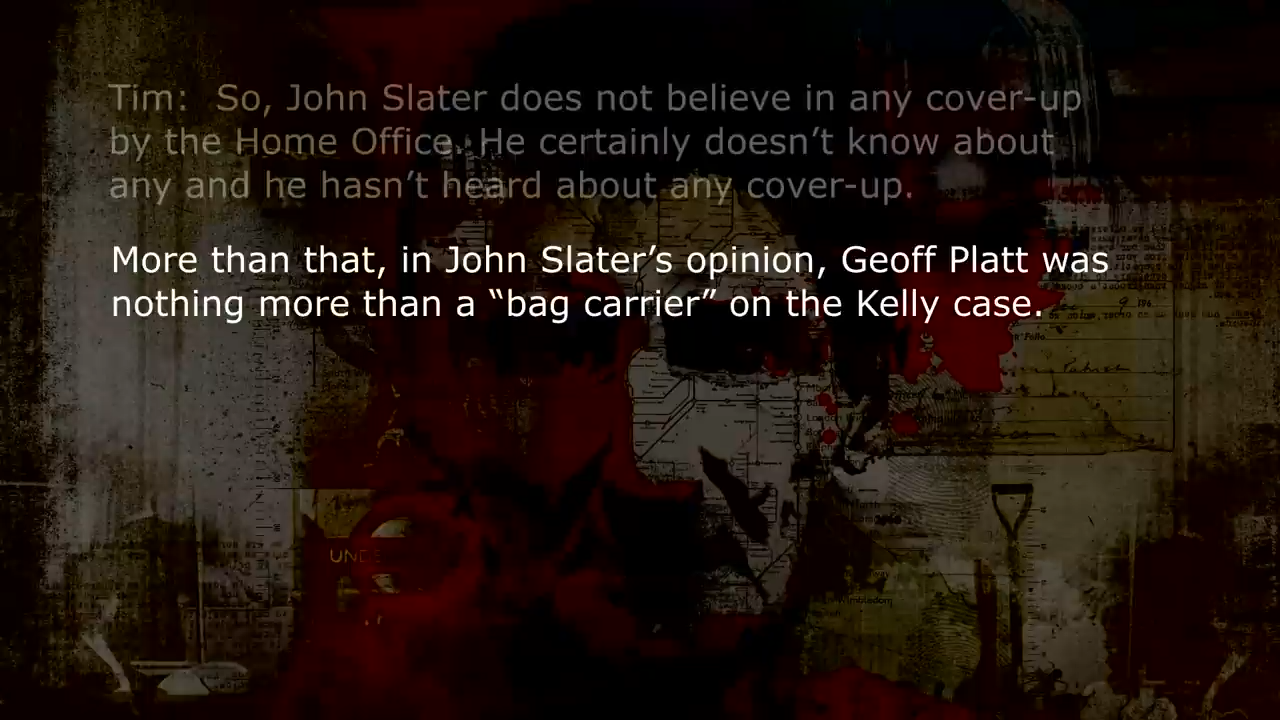 Tim:  So, John Slater does not believe in any cover-up
by the Home Office. He certainly doesn’t know about
any and he hasn’t heard about any cover-up.
More than that, in John Slater’s opinion, Geoff Platt was
nothing more than a “bag carrier” on the Kelly case.
UNDE
Wimbledon